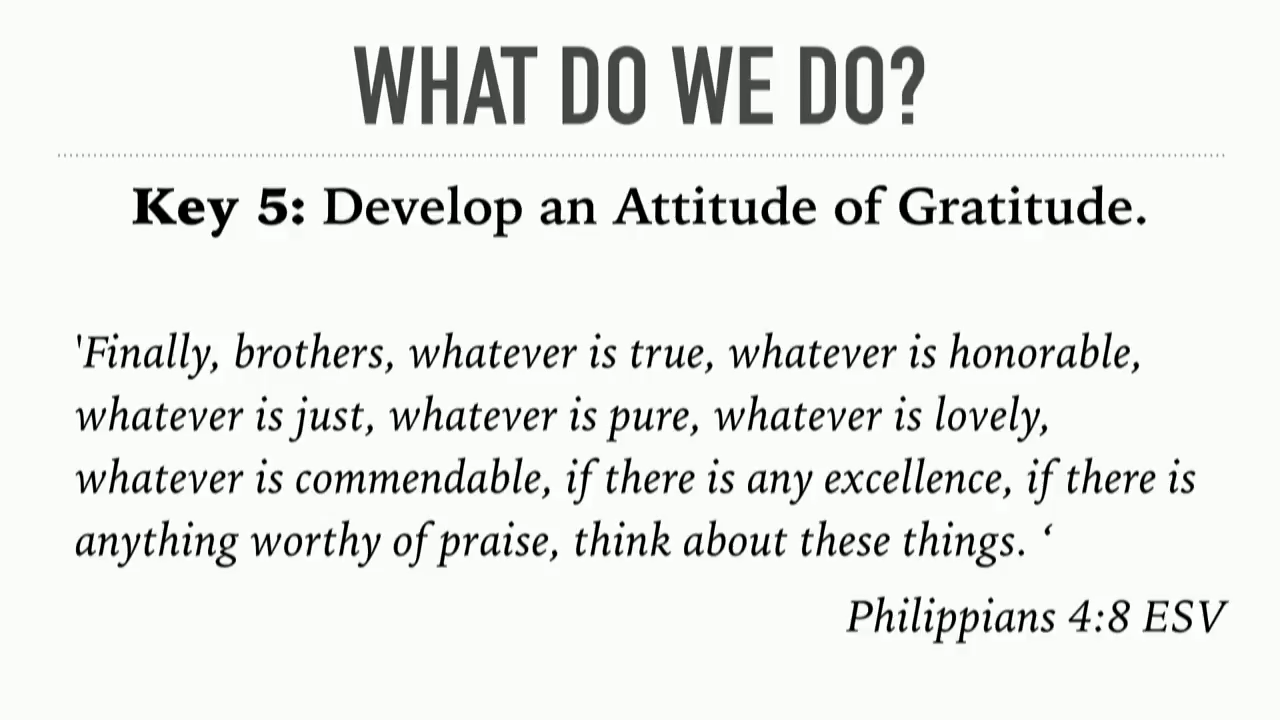 WHAT DO WE DO?
Key 5: Develop an Attitude of Gratitude.
'Finally, brothers, whatever is true, whatever is honorable,
whatever is just, whatever is pure, whatever is lovely,
whatever is commendable, if there is any excellence, if there is
anything worthy of praise, think about these things. ‘
Philippians 4:8 ESV